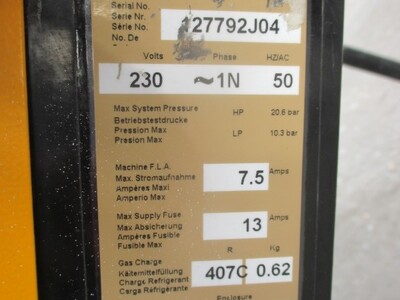 Serial No.
Serie Nr.
Série No. 127792J04
No. De
Volts Phase HZ/AC
230 ~1N 50
Max System Pressure HP 20.6 bar
Betriebstestdrucke
Pression Max LP 10.3 bar
Presion Max
Machine F.L.A.
Max. Stromaufnahme 7.5 Amps
Ampères Maxi
Amperio Max
Max Supply Fuse
Max Absicherung 13 Amps
Ampères Fusible
Fusible Max
R Kg
Gas Charge
Kältemittelfüllung 407C 0.62
Chargs Refrigerant
Carga Réfrigerante
Enclosure